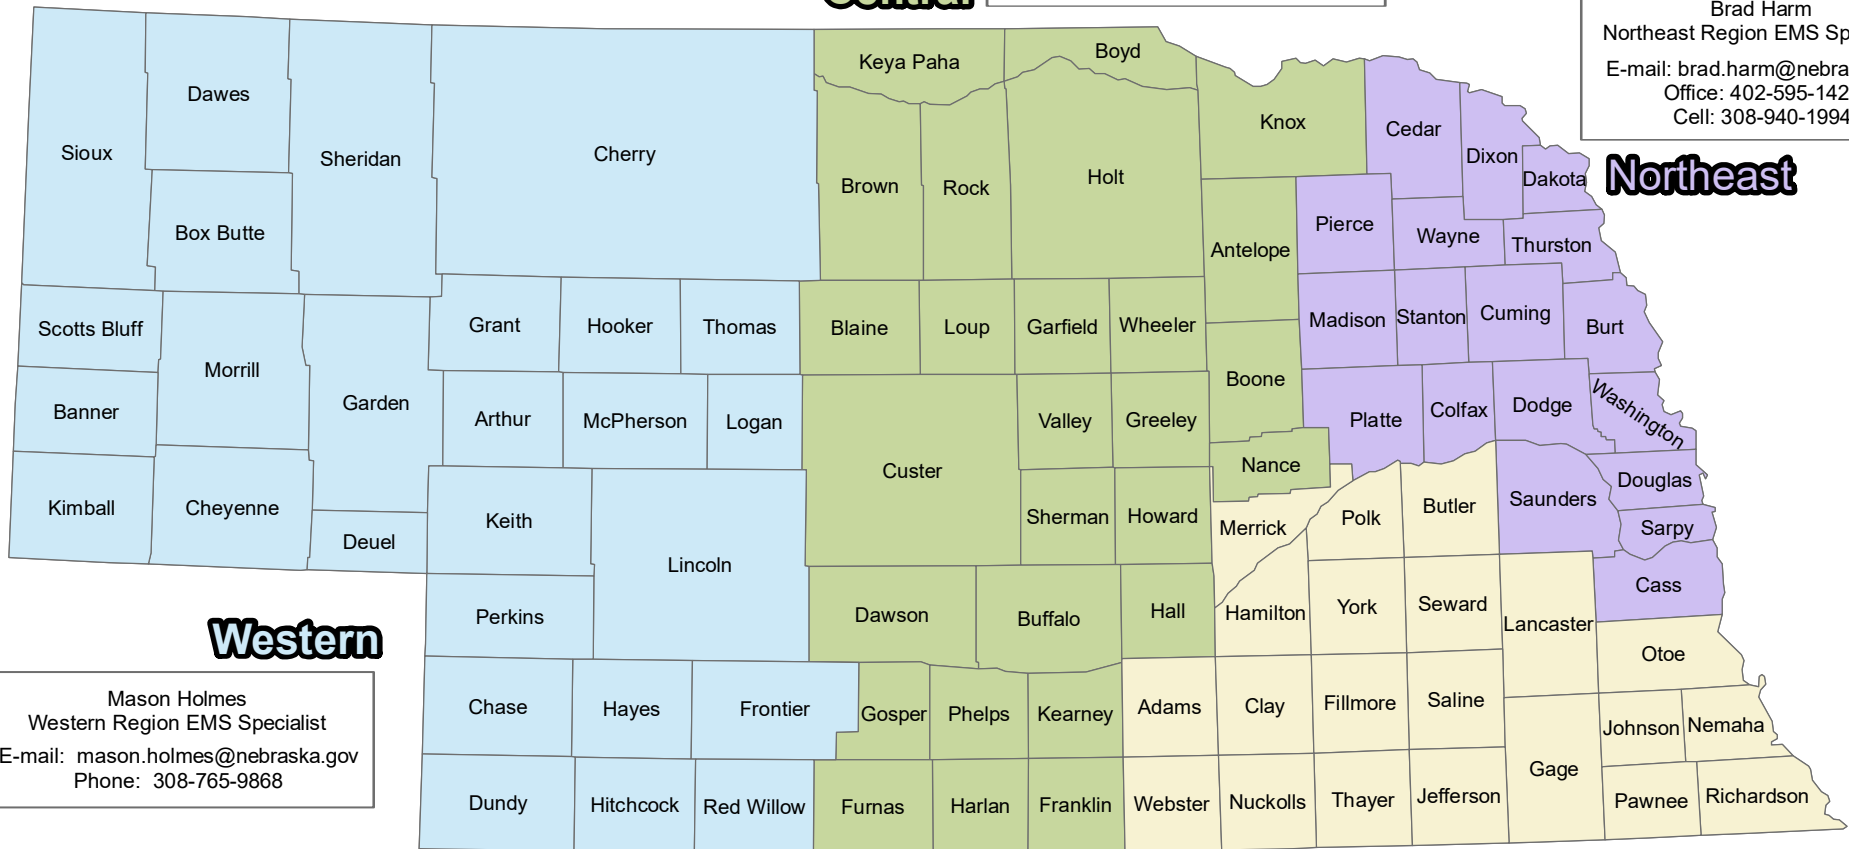 Central
Brad Harm
Northeast Region EMS Sp
E-mail: brad.harm@nebra
Office: 402-595-142
Cell: 308-940-1994
Northeast
Keya Paha
Boyd
Dawes
Knox
Cedar
Sioux
Sheridan
Cherry
Dixon
Dakota
Brown
Rock
Holt
Box Butte
Pierce
Wayne
Thurston
Antelope
Scotts Bluff
Grant
Hooker
Thomas
Blaine
Loup
Garfield
Wheeler
Madison
Stanton
Cuming
Burt
Morrill
Banner
Garden
Arthur
McPherson
Logan
Valley
Greeley
Boone
Platte
Colfax
Dodge
Washington
Custer
Nance
Kimball
Cheyenne
Deuel
Keith
Sherman
Howard
Merrick
Polk
Butler
Saunders
Douglas
Sarpy
Lincoln
Cass
Perkins
Dawson
Buffalo
Hall
Hamilton
York
Seward
Lancaster
Otoe
Western
Mason Holmes
Western Region EMS Specialist
E-mail:  mason.holmes@nebraska.gov
Phone:  308-765-9868
Chase
Hayes
Frontier
Gosper
Phelps
Kearney
Adams
Clay
Fillmore
Saline
Johnson
Nemaha
Gage
Dundy
Hitchcock
Red Willow
Furnas
Harlan
Franklin
Webster
Nuckolls
Thayer
Jefferson
Pawnee
Richardson